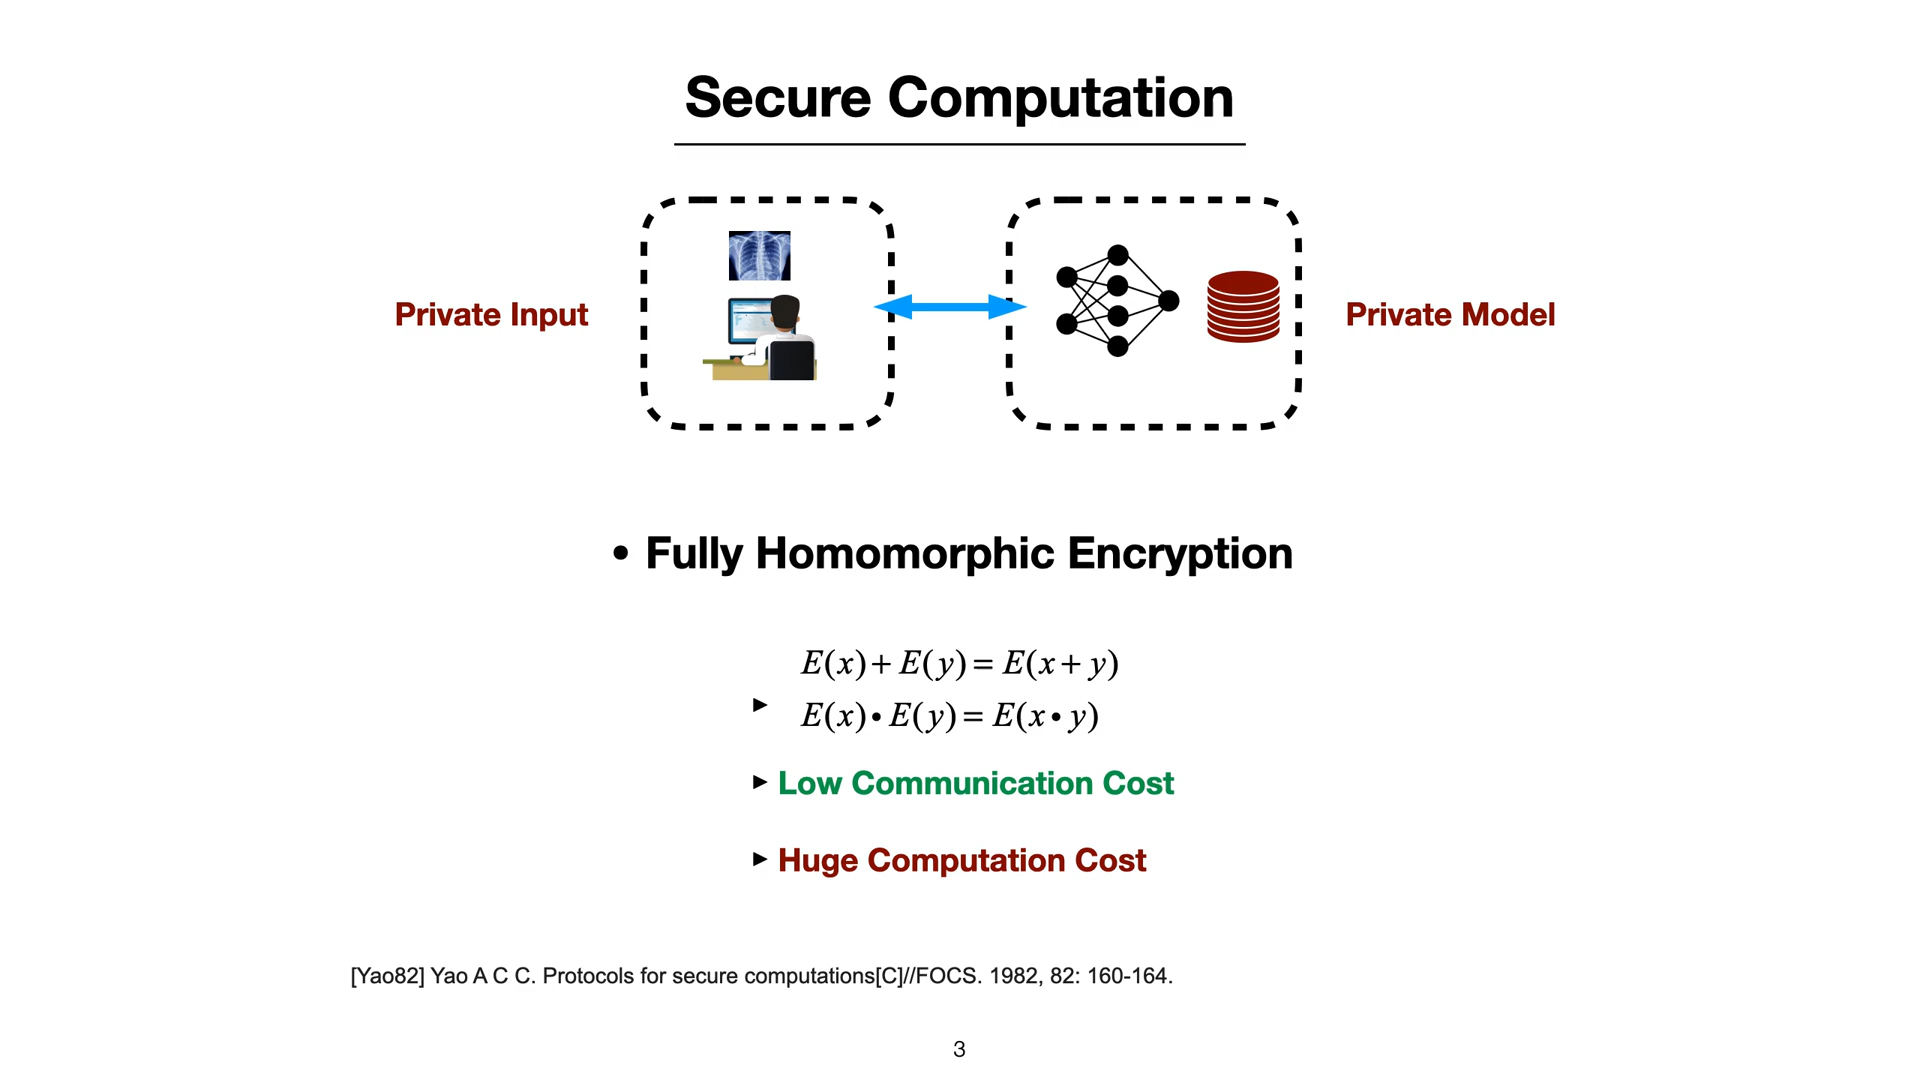 Secure Computation
Private Input
Private Model
• Fully Homomorphic Encryption
E(x) + E(y) = E(x + y)
▸ E(x) • E(y) = E(x • y)
▸ Low Communication Cost
▸ Huge Computation Cost
[Yao82] Yao A C C. Protocols for secure computations[C]//FOCS. 1982, 82: 160-164.
3